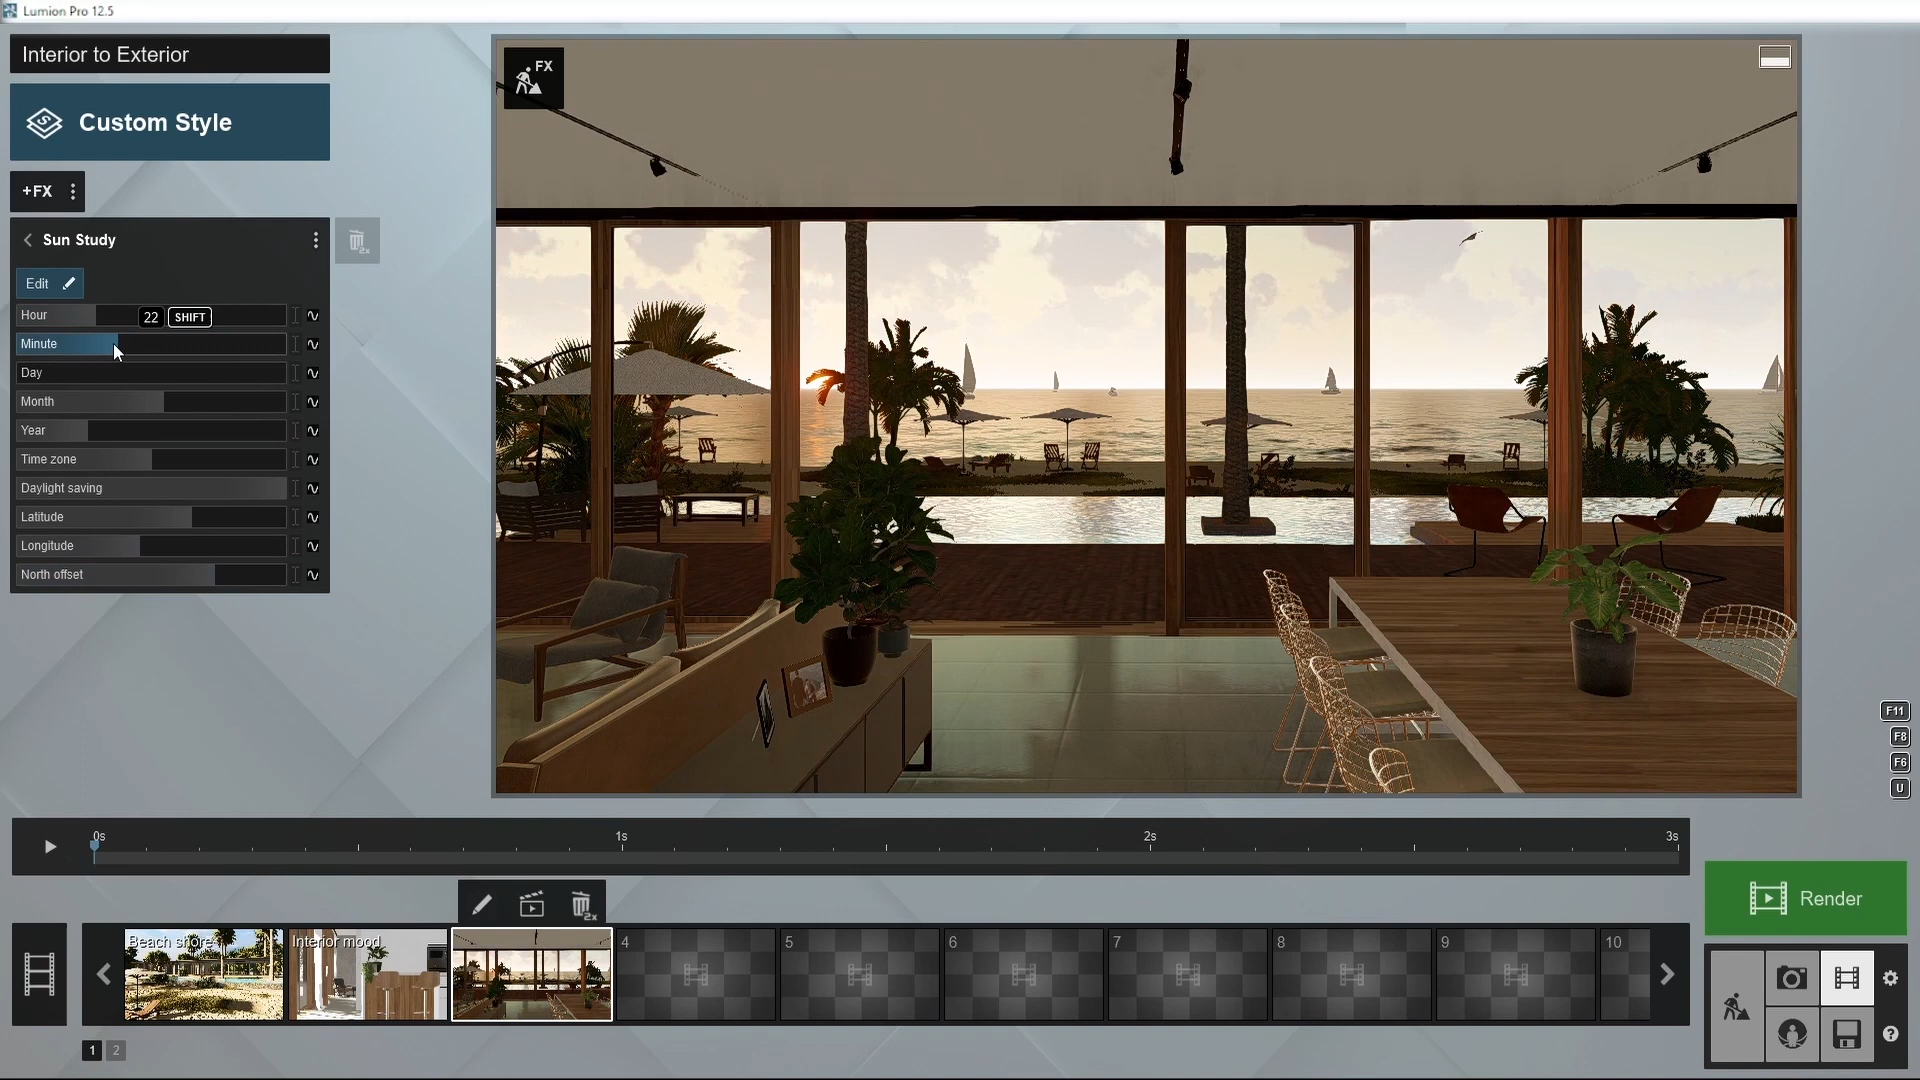 Lumion Pro 12.5
Interior to Exterior
Custom Style
+FX
Sun Study
2x
Edit
Hour
22 SHIFT
Minute
Day
Month
Year
Time zone
Daylight saving
Latitude
Longitude
North offset
FX
F11
F8
F6
U
0s 1s 2s 3s
Render
2x
Beach shore Interior mood 4 5 6 7 8 9 10
1 2
?